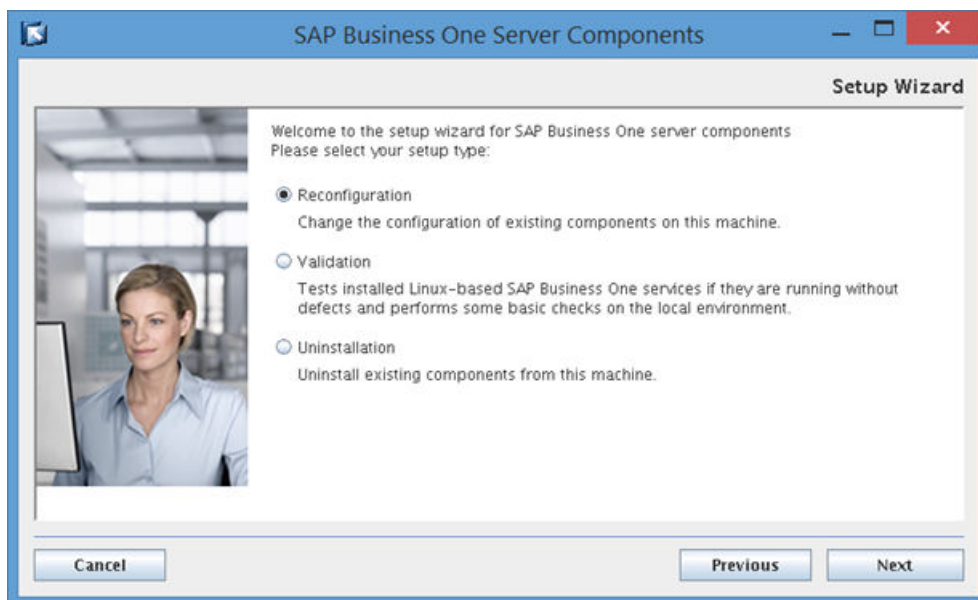 SAP Business One Server Components
Setup Wizard
Welcome to the setup wizard for SAP Business One server components
Please select your setup type:
Reconfiguration
Change the configuration of existing components on this machine.
Validation
Tests installed Linux-based SAP Business One services if they are running without
defects and performs some basic checks on the local environment.
Uninstallation
Uninstall existing components from this machine.
Cancel
Previous
Next